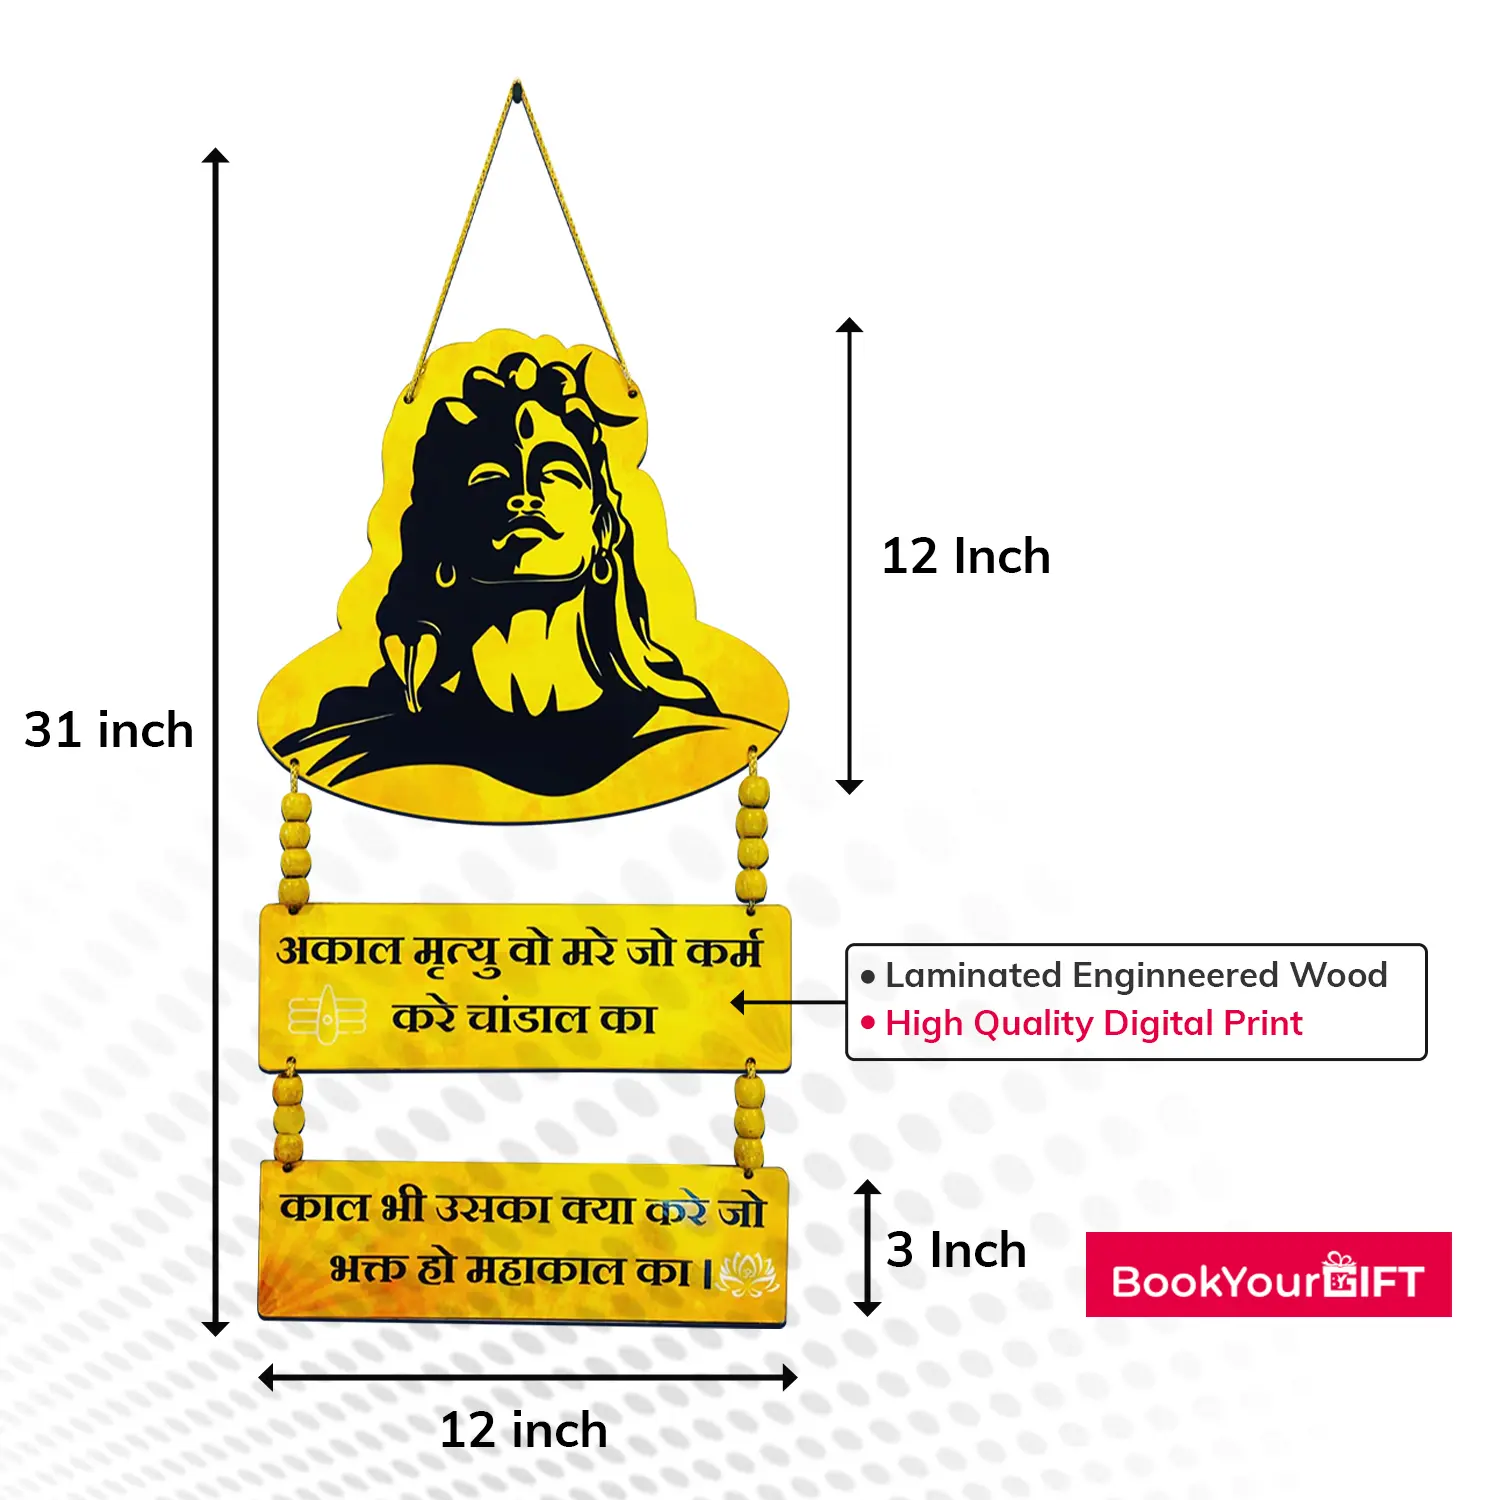 31 inch
12 Inch
अकाल मृत्यु वो मरे जो कर्म
करे चांडाल का
• Laminated Enginneered Wood
• High Quality Digital Print
काल भी उसका क्या करे जो
भक्त हो महाकाल का ।
3 Inch
BookYourGIFT
BYG
12 inch